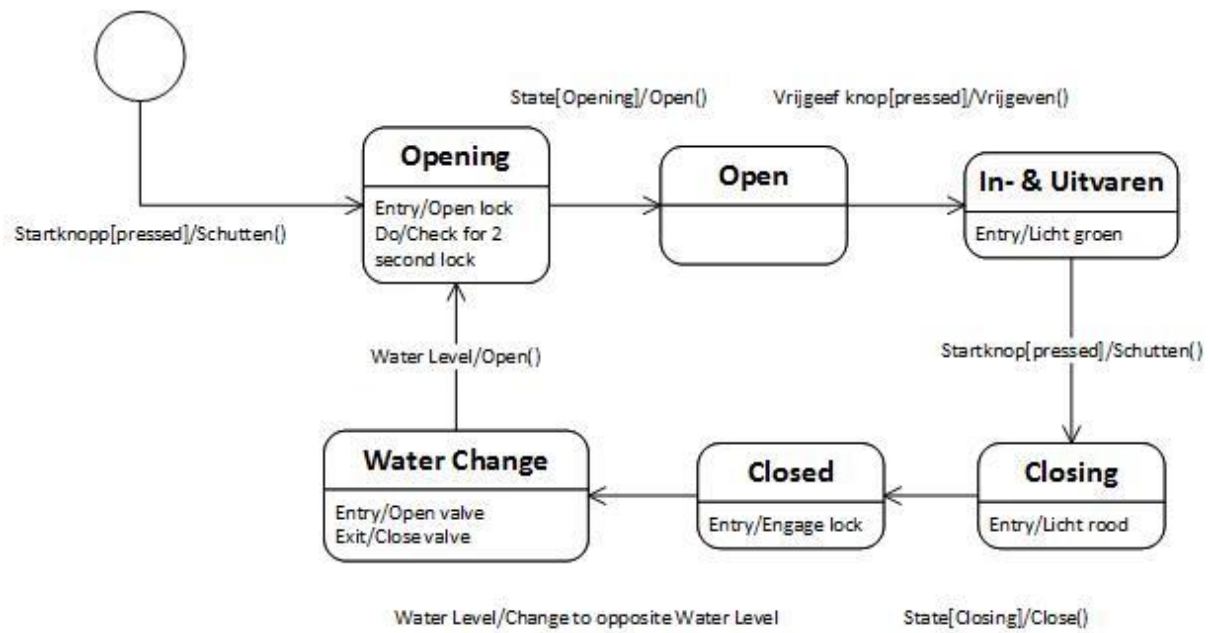 State[Opening]/Open()
Vrijgeef knop[pressed]/Vrijgeven()
Opening
Entry/Open lock
Do/Check for 2
second lock
Open
In- & Uitvaren
Entry/Licht groen
Startknopp[pressed]/Schutten()
Water Level/Open()
Startknop[pressed]/Schutten()
Water Change
Entry/Open valve
Exit/Close valve
Closed
Entry/Engage lock
Closing
Entry/Licht rood
Water Level/Change to opposite Water Level
State[Closing]/Close()